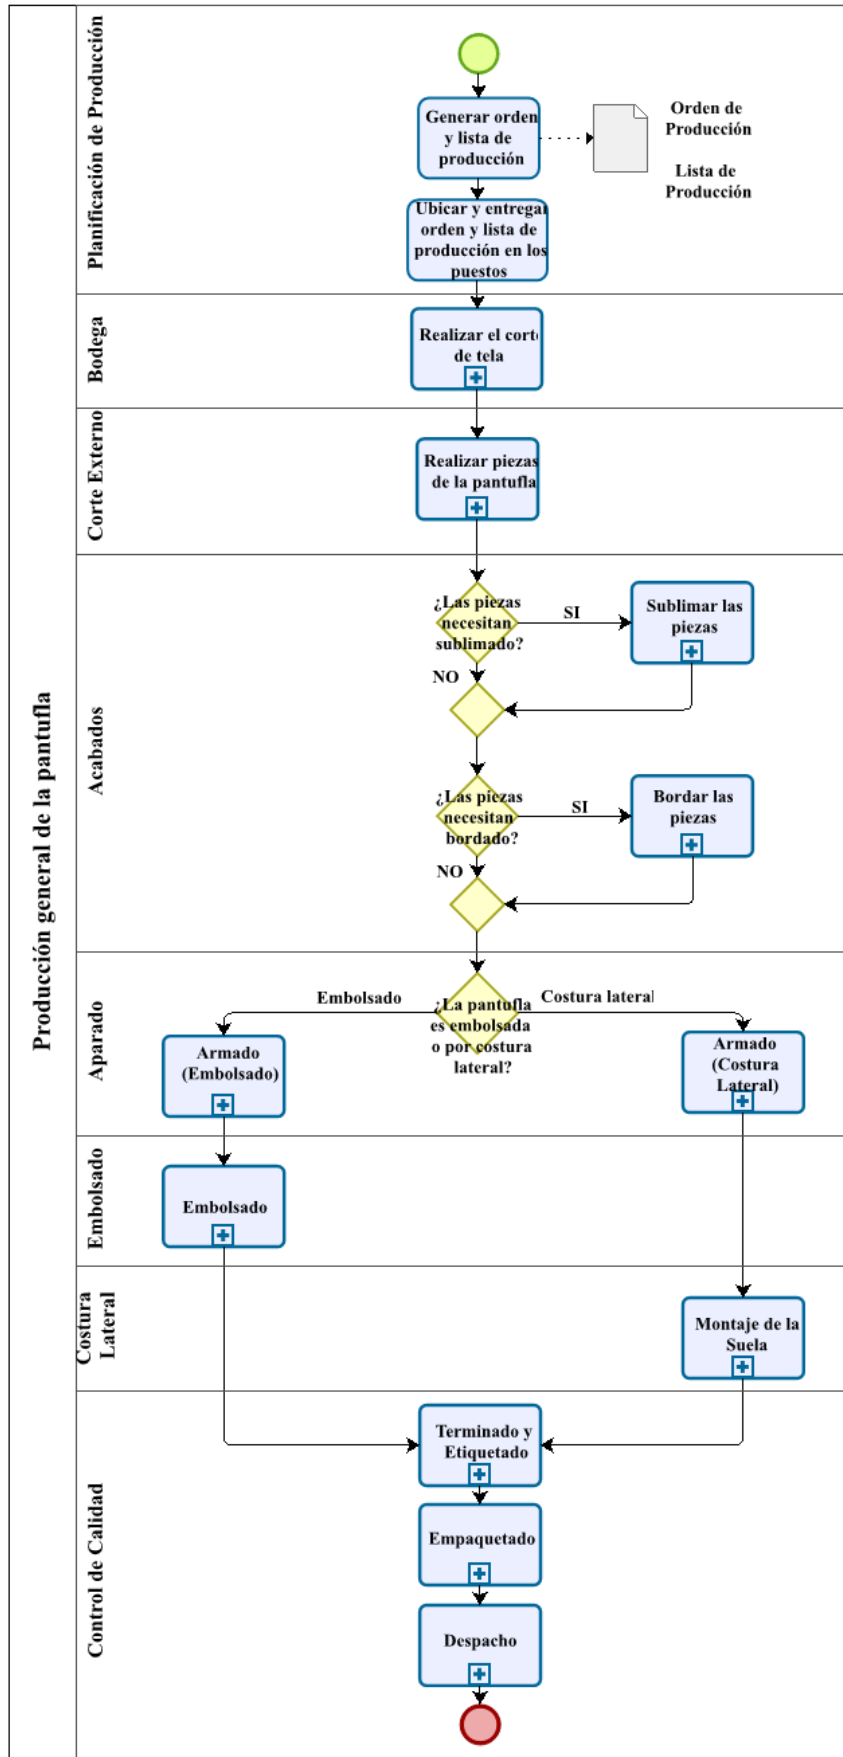 Producción general de la pantufla
Planificación de Producción
Generar orden
y lista de
producción
Orden de
Producción
Lista de
Producción
Ubicar y entregar
orden y lista de
producción en los
puestos
Bodega
Realizar el corte
de tela
Corte Externo
Realizar piezas
de la pantufla
Acabados
¿Las piezas
necesitan
sublimado?
SI
Sublimar las
piezas
NO
¿Las piezas
necesitan
bordado?
SI
Bordar las
piezas
NO
Aparado
Embolsado
¿La pantufla
es embolsada
o por costura
lateral?
Costura lateral
Armado
(Embolsado)
Armado
(Costura
Lateral)
Embolsado
Embolsado
Costura
Lateral
Montaje de la
Suela
Control de Calidad
Terminado y
Etiquetado
Empaquetado
Despacho